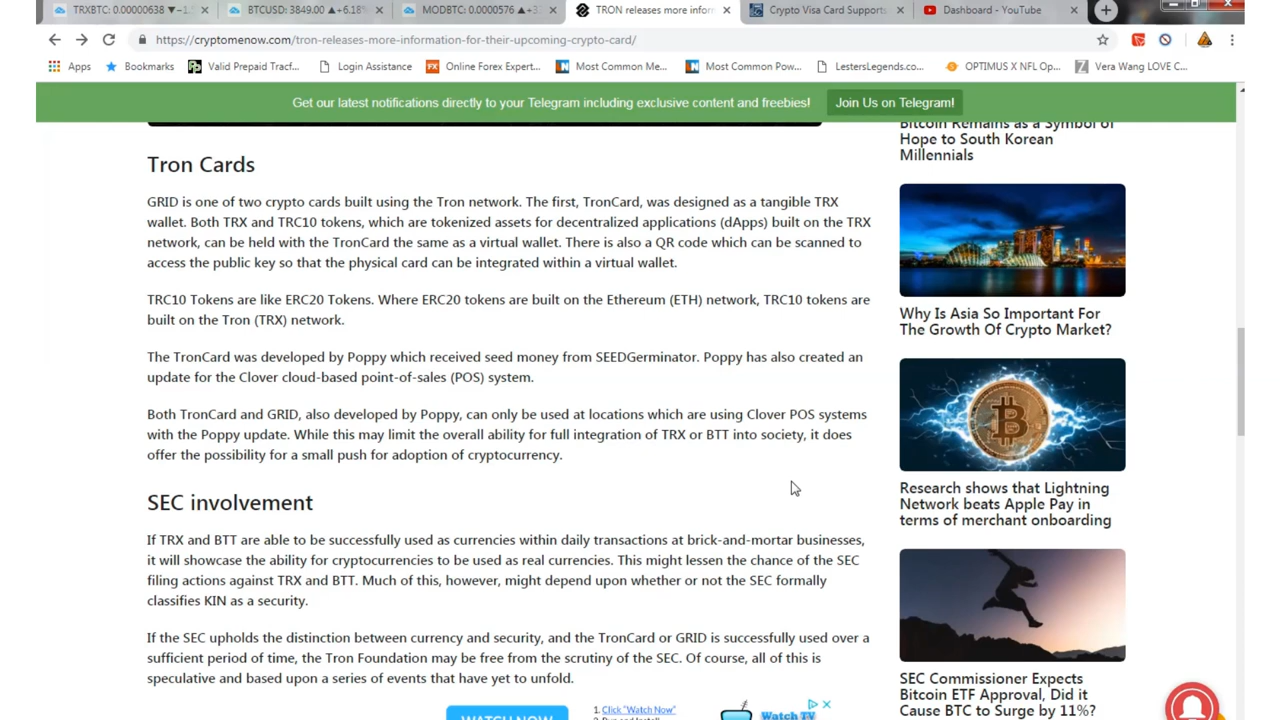 TRXBTC: 0.00000638 ▼−1.
BTCUSD: 3849.00 ▲+6.18%
MODBTC: 0.0000576 ▲+3
TRON releases more inforn
Crypto Visa Card Supports
Dashboard - YouTube
https://cryptomenow.com/tron-releases-more-information-for-their-upcoming-crypto-card/
Apps
Bookmarks
Valid Prepaid Tracf...
Login Assistance
Online Forex Expert...
Most Common Me...
Most Common Pow...
LestersLegends.co...
OPTIMUS X NFL Op...
Vera Wang LOVE C...
Get our latest notifications directly to your Telegram including exclusive content and freebies!
Join Us on Telegram!
Tron Cards
GRID is one of two crypto cards built using the Tron network. The first, TronCard, was designed as a tangible TRX
wallet. Both TRX and TRC10 tokens, which are tokenized assets for decentralized applications (dApps) built on the TRX
network, can be held with the TronCard the same as a virtual wallet. There is also a QR code which can be scanned to
access the public key so that the physical card can be integrated within a virtual wallet.
TRC10 Tokens are like ERC20 Tokens. Where ERC20 tokens are built on the Ethereum (ETH) network, TRC10 tokens are
built on the Tron (TRX) network.
The TronCard was developed by Poppy which received seed money from SEEDGerminator. Poppy has also created an
update for the Clover cloud-based point-of-sales (POS) system.
Both TronCard and GRID, also developed by Poppy, can only be used at locations which are using Clover POS systems
with the Poppy update. While this may limit the overall ability for full integration of TRX or BTT into society, it does
offer the possibility for a small push for adoption of cryptocurrency.
SEC involvement
If TRX and BTT are able to be successfully used as currencies within daily transactions at brick-and-mortar businesses,
it will showcase the ability for cryptocurrencies to be used as real currencies. This might lessen the chance of the SEC
filing actions against TRX and BTT. Much of this, however, might depend upon whether or not the SEC formally
classifies KIN as a security.
If the SEC upholds the distinction between currency and security, and the TronCard or GRID is successfully used over a
sufficient period of time, the Tron Foundation may be free from the scrutiny of the SEC. Of course, all of this is
speculative and based upon a series of events that have yet to unfold.
WATCH NOW
1. Click "Watch Now"
Watch TV
Bitcoin Remains as a Symbol of
Hope to South Korean
Millennials
Why Is Asia So Important For
The Growth Of Crypto Market?
Research shows that Lightning
Network beats Apple Pay in
terms of merchant onboarding
SEC Commissioner Expects
Bitcoin ETF Approval, Did it
Cause BTC to Surge by 11%?